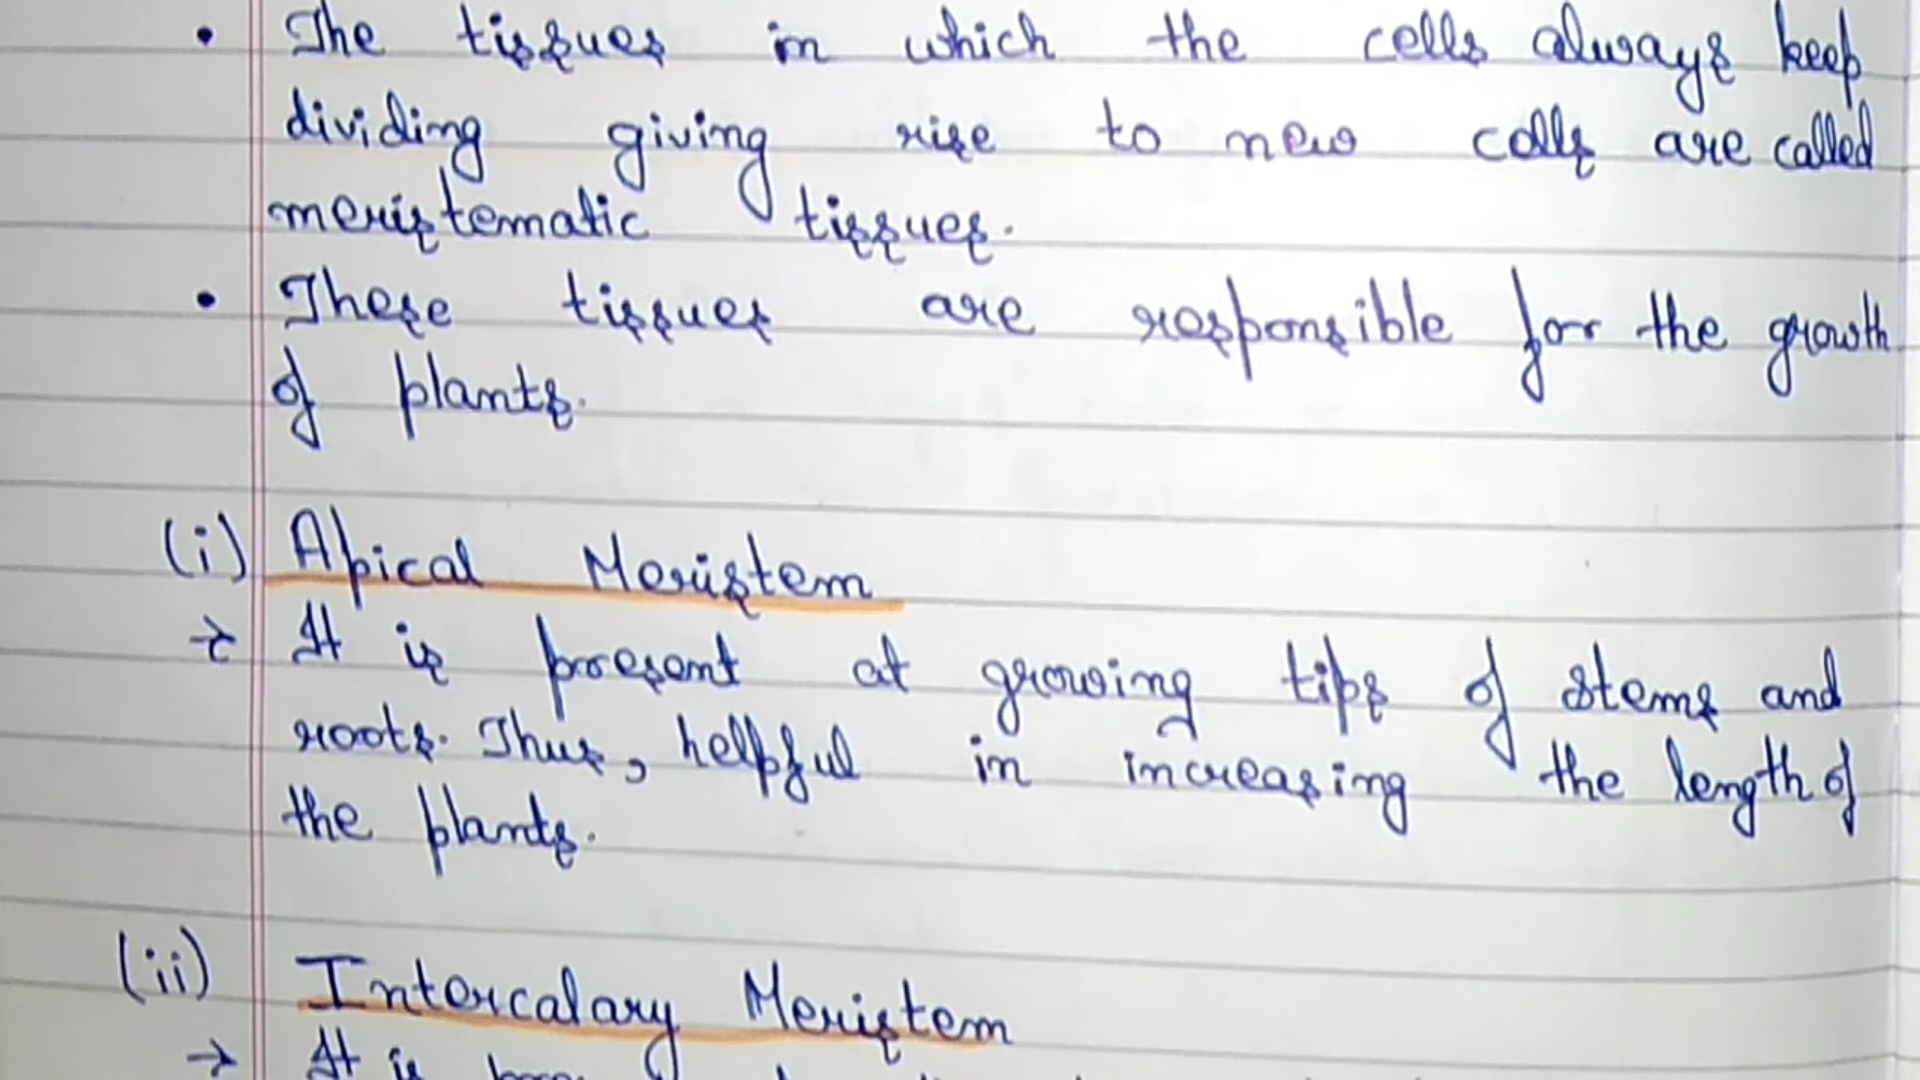 • The tissues in which the cells always keep
dividing giving rise to new cells are called
meristematic tissues.
• These tissues are responsible for the growth
of plants.
(i) Apical Meristem
→ It is present at growing tips of stems and
roots. Thus, helpful in increasing the length of
the plants.
(ii) Intercalary Meristem
→ It is